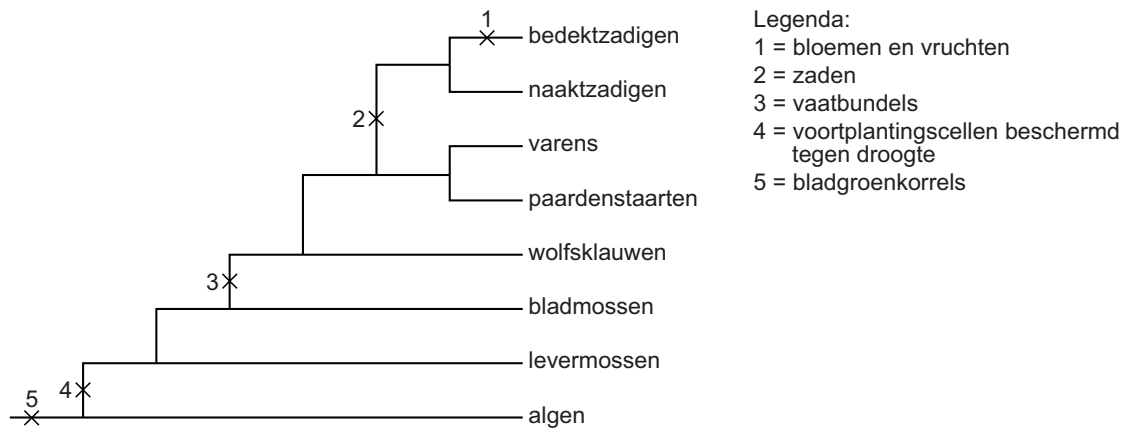 1
bedektzadigen
naaktzadigen
2
varens
paardenstaarten
wolfsklauwen
3
bladmossen
levermossen
4
5
algen
Legenda:
1 = bloemen en vruchten
2 = zaden
3 = vaatbundels
4 = voortplantingscellen beschermd
tegen droogte
5 = bladgroenkorrels